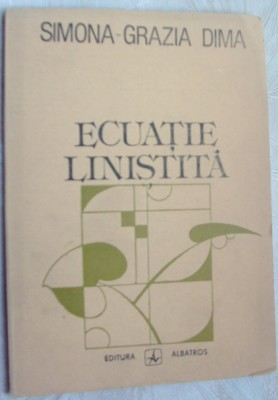 SIMONA-GRAZIA DIMA
ECUAȚIE
LINIȘTITĂ
EDITURA ALBATROS